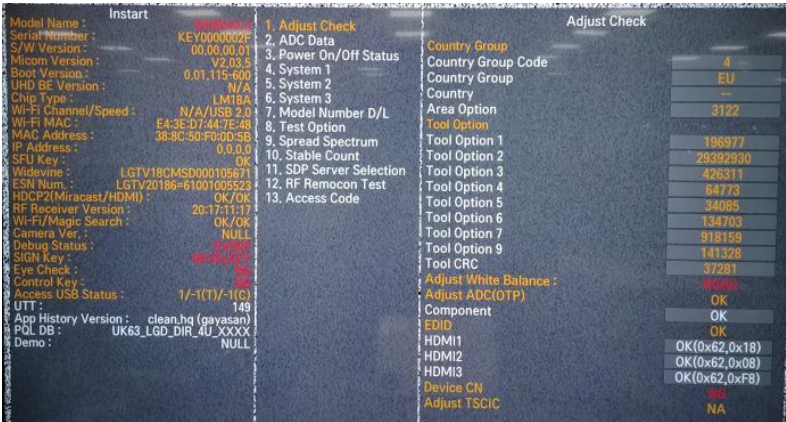 Instart
Model Name :
Serial Number : KEY0000002F
S/W Version : 00.00.00.01
Micom Version : V2.03.5
Boot Version : 0.01.115-600
UHD BE Version : N/A
Chip Type : LM18A
Wi-Fi Channel/Speed : N/A/USB 2.0
Wi-Fi MAC : E4:3E:D7:44:7E:48
MAC Address : 38:8C:50:F0:0D:5B
IP Address : 0.0.0.0
SFU Key : OK
Widevine : LGTV18CMSD000105671
ESN Num. : LGTV20186=61001005523
HDCP2(Miracast/HDMI) : OK/OK
RF Receiver Version : 20:17:11:17
Wi-Fi/Magic Search : OK/OK
Camera Ver. : NULL
Debug Status : EVENT
SIGN Key : DEVELKEY
Eye Check : NG
Control Key : NG
Access USB Status : 1/-1(T)/-1(C)
UTT : 149
App History Version : clean.hq (gayasan)
PQL DB : UK63_LGD_DIR_4U_XXXX
Demo : NULL
1. Adjust Check
2. ADC Data
3. Power On/Off Status
4. System 1
5. System 2
6. System 3
7. Model Number D/L
8. Test Option
9. Spread Spectrum
10. Stable Count
11. SDP Server Selection
12. RF Remocon Test
13. Access Code
Adjust Check
Country Group
Country Group Code 4
Country Group EU
Country --
Area Option 3122
Tool Option
Tool Option 1 196977
Tool Option 2 29392930
Tool Option 3 426311
Tool Option 4 64773
Tool Option 5 34085
Tool Option 6 134703
Tool Option 7 918159
Tool Option 9 141328
Tool CRC 37281
Adjust White Balance :
Adjust ADC(OTP) OK
Component OK
EDID OK
HDMI1 OK(0x62,0x18)
HDMI2 OK(0x62,0x08)
HDMI3 OK(0x62,0xF8)
Device CN NG
Adjust TSCIC NA